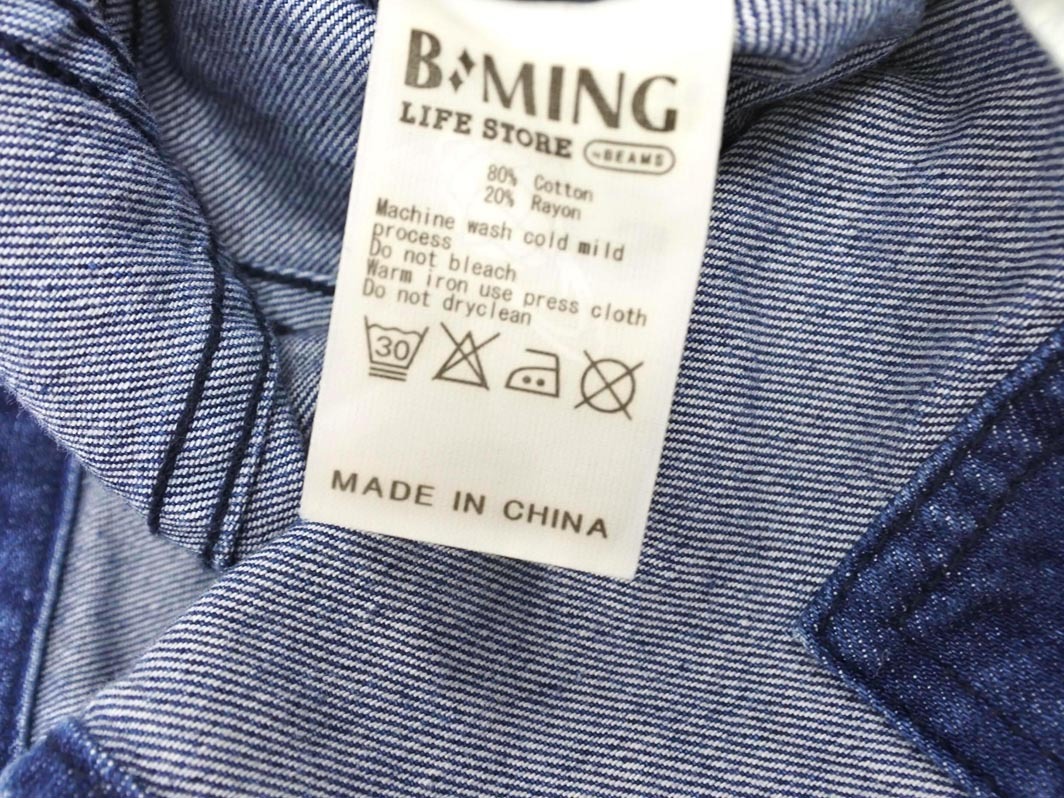 B:MING
LIFE STORE by BEAMS
80% Cotton
20% Rayon
Machine wash cold mild
process
Do not bleach
Warm iron use press cloth
Do not dryclean
30
MADE IN CHINA